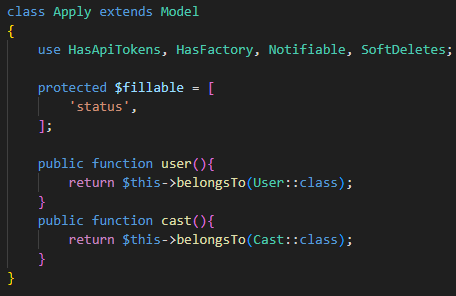 class Apply extends Model
{
    use HasApiTokens, HasFactory, Notifiable, SoftDeletes;
    protected $fillable = [
        'status',
    ];
    public function user(){
        return $this->belongsTo(User::class);
    }
    public function cast(){
        return $this->belongsTo(Cast::class);
    }
}